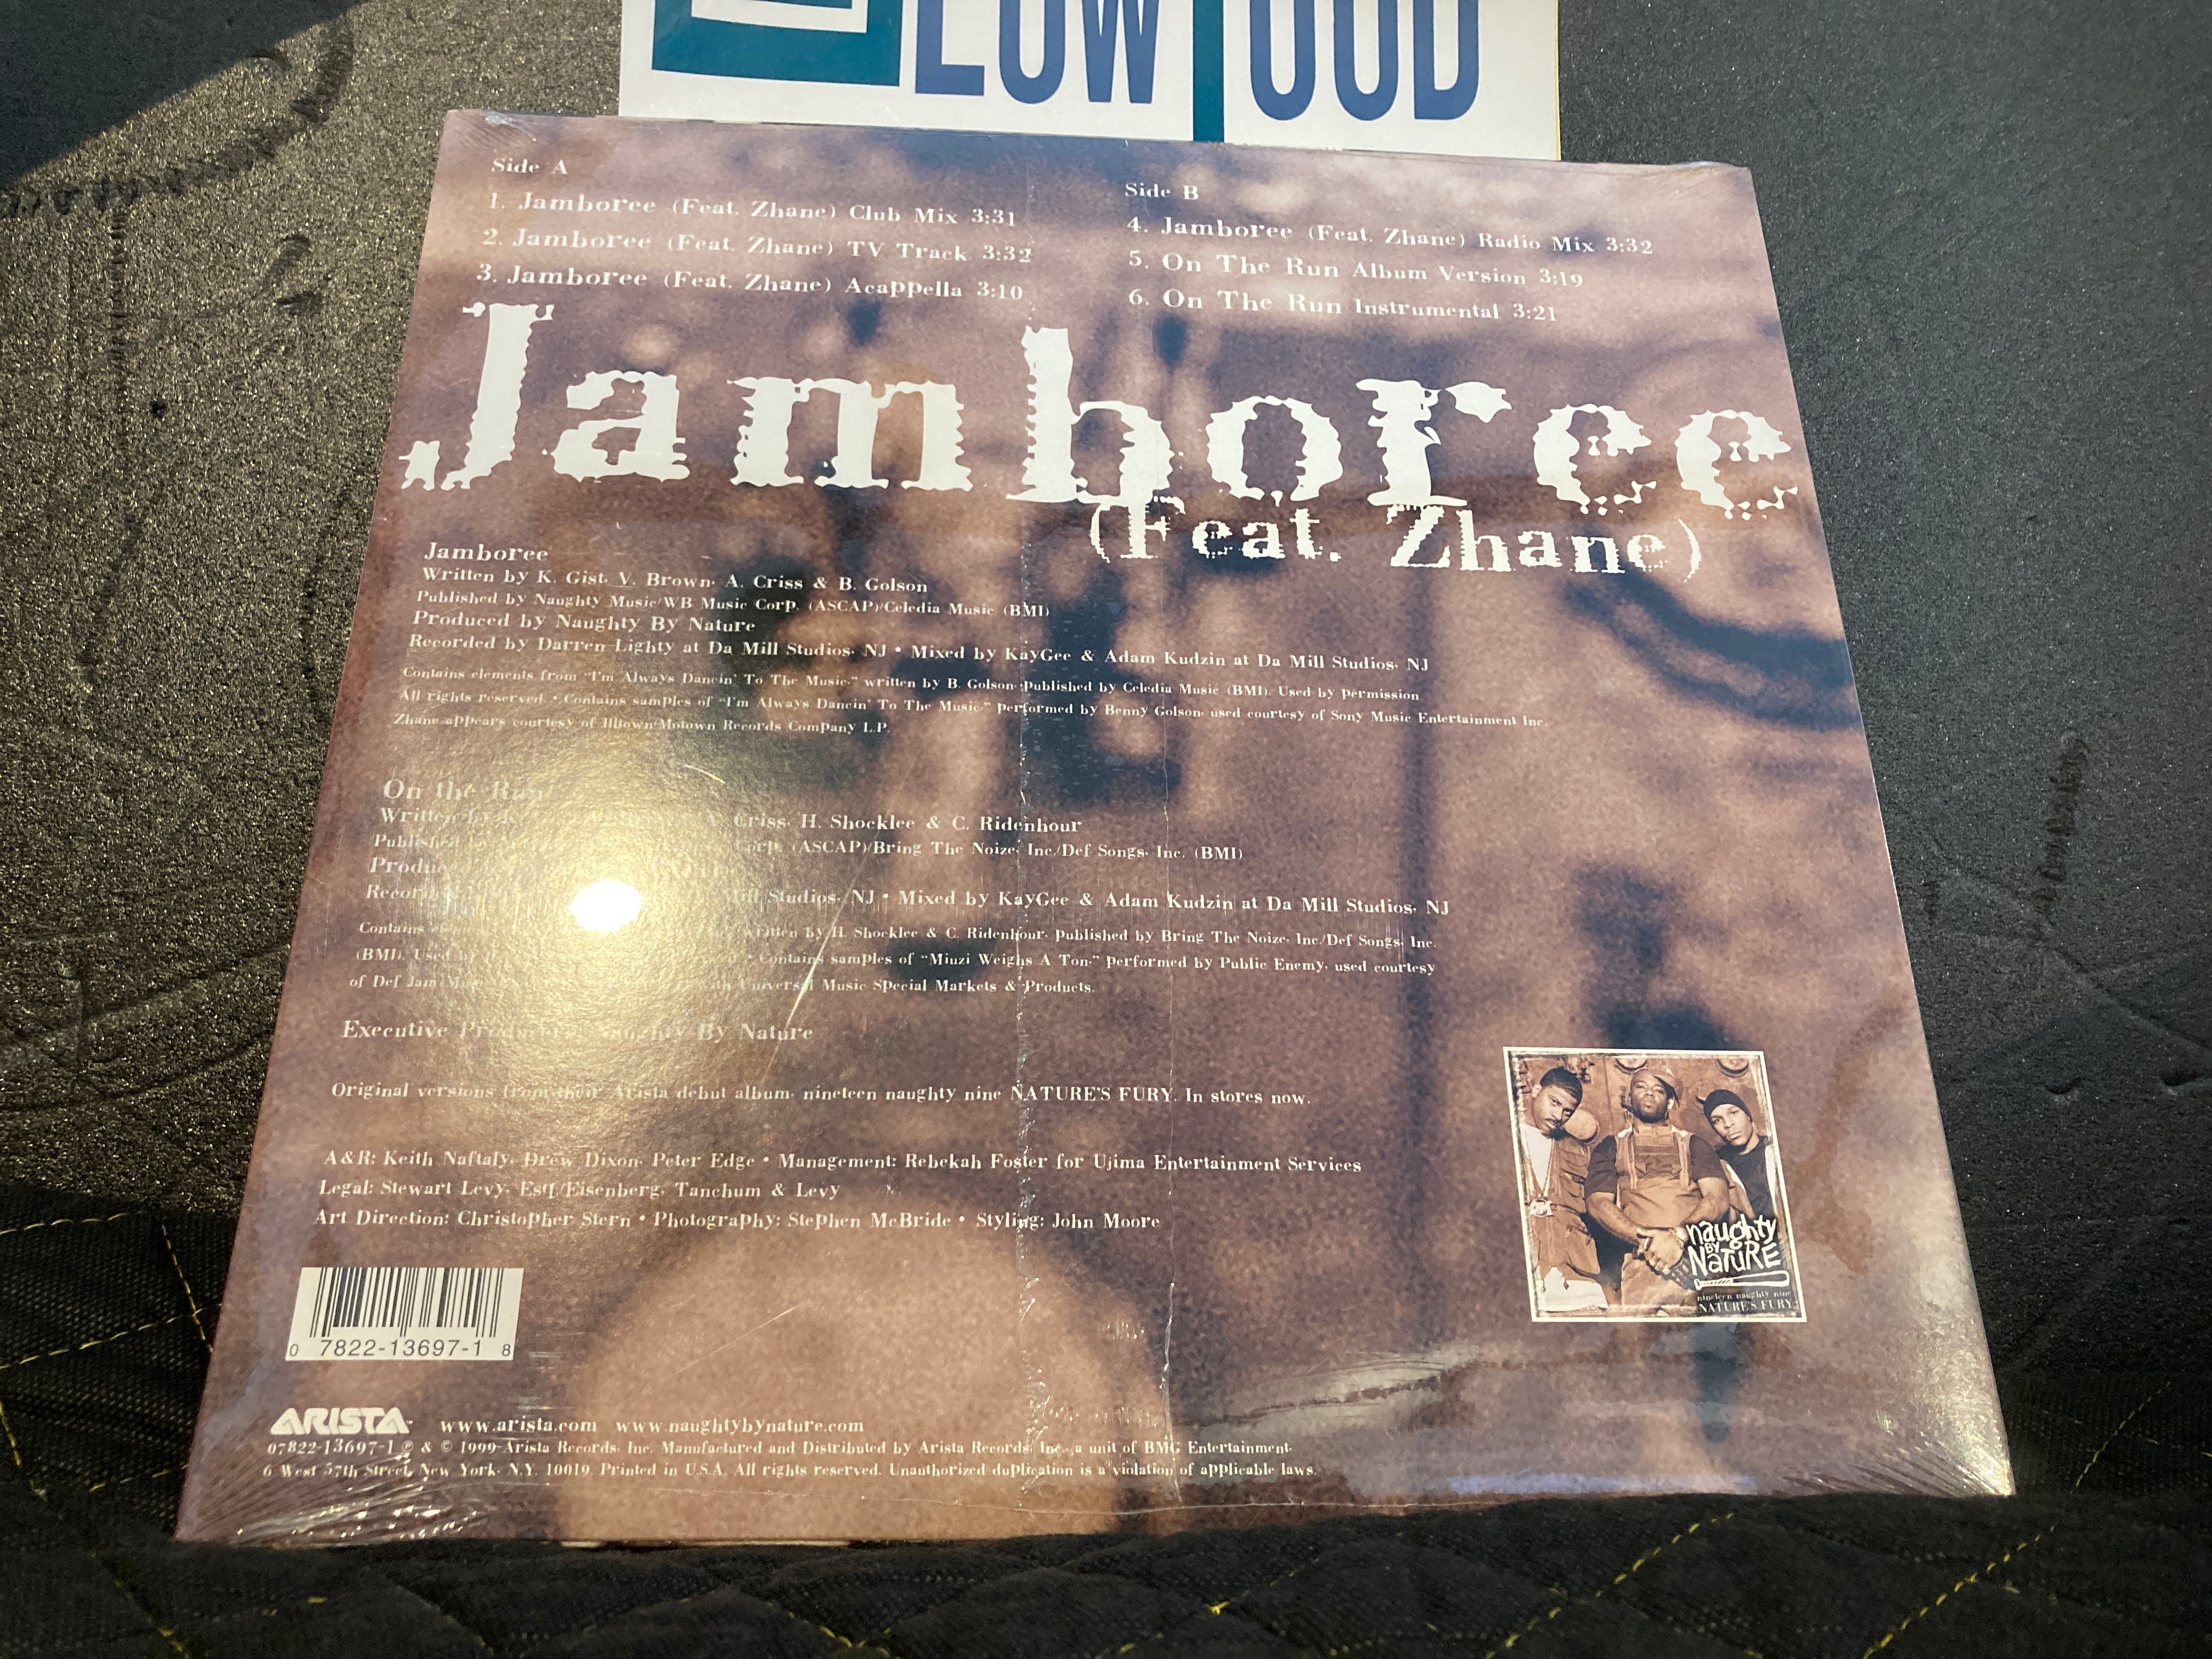 LOW
OOD
Side A
1. Jamboree (Feat. Zhane) Club Mix 3:31
2. Jamboree (Feat. Zhane) TV Track 3:32
3. Jamboree (Feat. Zhane) Acappella 3:10
Side B
4. Jamboree (Feat. Zhane) Radio Mix 3:32
5. On The Run Album Version 3:19
6. On The Run Instrumental 3:21
Jamboree
(Feat. Zhane)
Jamboree
Written by K. Gist, V. Brown, A. Criss & B. Golson
Published by Naughty Music/WB Music Corp. (ASCAP)/Celedia Music (BMI)
Produced by Naughty By Nature
Recorded by Darren Lighty at Da Mill Studios, NJ • Mixed by KayGee & Adam Kudzin at Da Mill Studios, NJ
Contains elements from "I'm Always Dancin' To The Music," written by B. Golson, published by Celedia Music (BMI). Used by permission
All rights reserved. • Contains samples of "I'm Always Dancin' To The Music," performed by Benny Golson, used courtesy of Sony Music Entertainment Inc.
Zhane appears courtesy of Illtown/Motown Records Company L.P.
On the Run
Written by Criss, H. Shocklee & C. Ridenhour
Published Corp. (ASCAP)/Bring The Noize, Inc./Def Songs, Inc. (BMI)
Mill Studios, NJ • Mixed by KayGee & Adam Kudzin at Da Mill Studios, NJ
Contains written by H. Shocklee & C. Ridenhour, published by Bring The Noize, Inc./Def Songs, Inc.
(BMI). Used • Contains samples of "Miuzi Weighs A Ton," performed by Public Enemy, used courtesy
of Def Jam Universal Music Special Markets & Products.
Executive Producer: Naughty By Nature
Original versions from their Arista debut album, nineteen naughty nine NATURE'S FURY. In stores now.
A&R: Keith Naftaly, Drew Dixon, Peter Edge • Management: Rebekah Foster for Ujima Entertainment Services
Legal: Stewart Levy, Esq./Eisenberg, Tanchum & Levy
Art Direction: Christopher Stern • Photography: Stephen McBride • Styling: John Moore
naughty
BY
NATURE
nineteen naughty nine
NATURE'S FURY
0 7822-13697-1 8
ARISTA www.arista.com www.naughtybynature.com
07822-13697-1 ℗ & © 1999 Arista Records, Inc. Manufactured and Distributed by Arista Records, Inc., a unit of BMG Entertainment,
6 West 57th Street, New York, N.Y. 10019. Printed in U.S.A. All rights reserved. Unauthorized duplication is a violation of applicable laws.